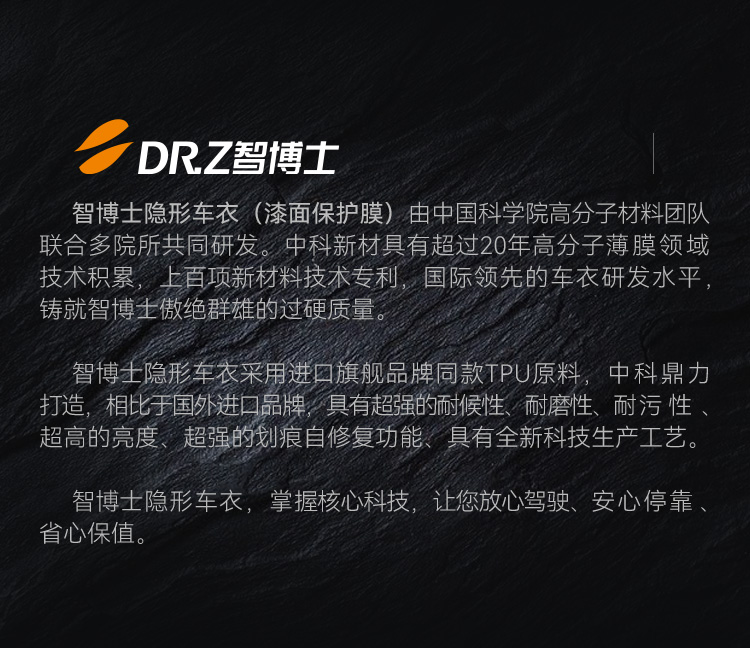 DR.Z智博士
智博士隐形车衣（漆面保护膜）由中国科学院高分子材料团队
联合多院所共同研发。中科新材具有超过20年高分子薄膜领域
技术积累，上百项新材料技术专利，国际领先的车衣研发水平，
铸就智博士傲绝群雄的过硬质量。
智博士隐形车衣采用进口旗舰品牌同款TPU原料，中科鼎力
打造，相比于国外进口品牌，具有超强的耐候性、耐磨性、耐污性、
超高的亮度、超强的划痕自修复功能、具有全新科技生产工艺。
智博士隐形车衣，掌握核心科技，让您放心驾驶、安心停靠、
省心保值。